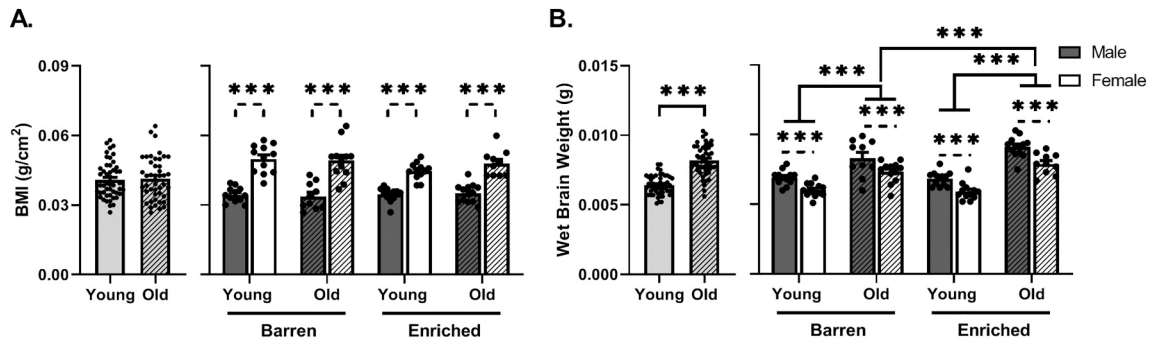 A.
BMI (g/cm²)
0.09
0.06
0.03
0.00
*** *** *** ***
Young Old Young Old Young Old
Barren Enriched
B.
Wet Brain Weight (g)
0.015
0.010
0.005
0.000
***
*** ***
***
*** ***
*** ***
Male
Female
Young Old Young Old Young Old
Barren Enriched